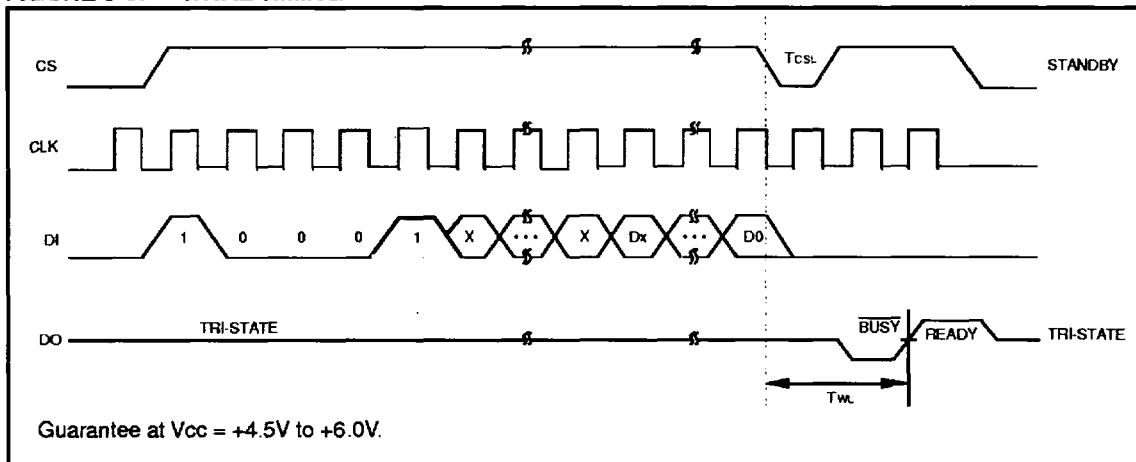 CS TCSL STANDBY
CLK
DI 1 0 0 0 1 X ... X Dx ... D0
TRI-STATE BUSY READY
DO TRI-STATE
TWL
Guarantee at Vcc = +4.5V to +6.0V.